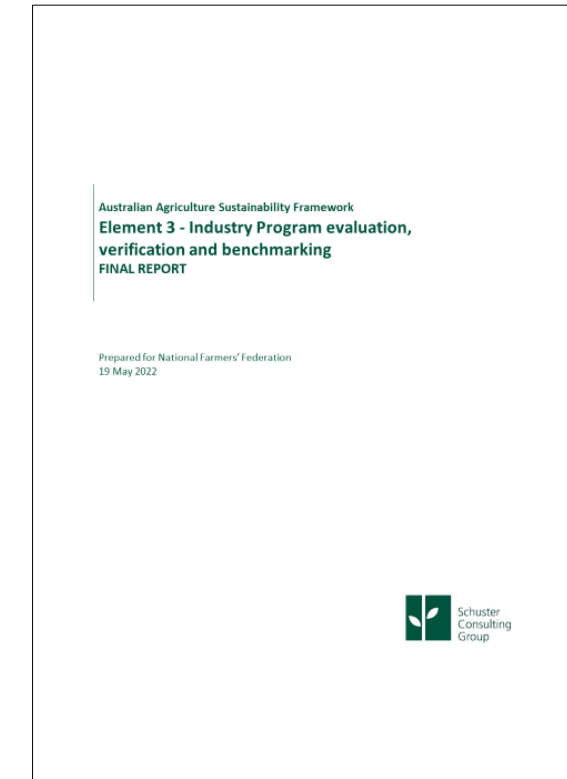 Australian Agriculture Sustainability Framework
Element 3 - Industry Program evaluation,
verification and benchmarking
FINAL REPORT
Prepared for National Farmers' Federation
19 May 2022
Schuster
Consulting
Group